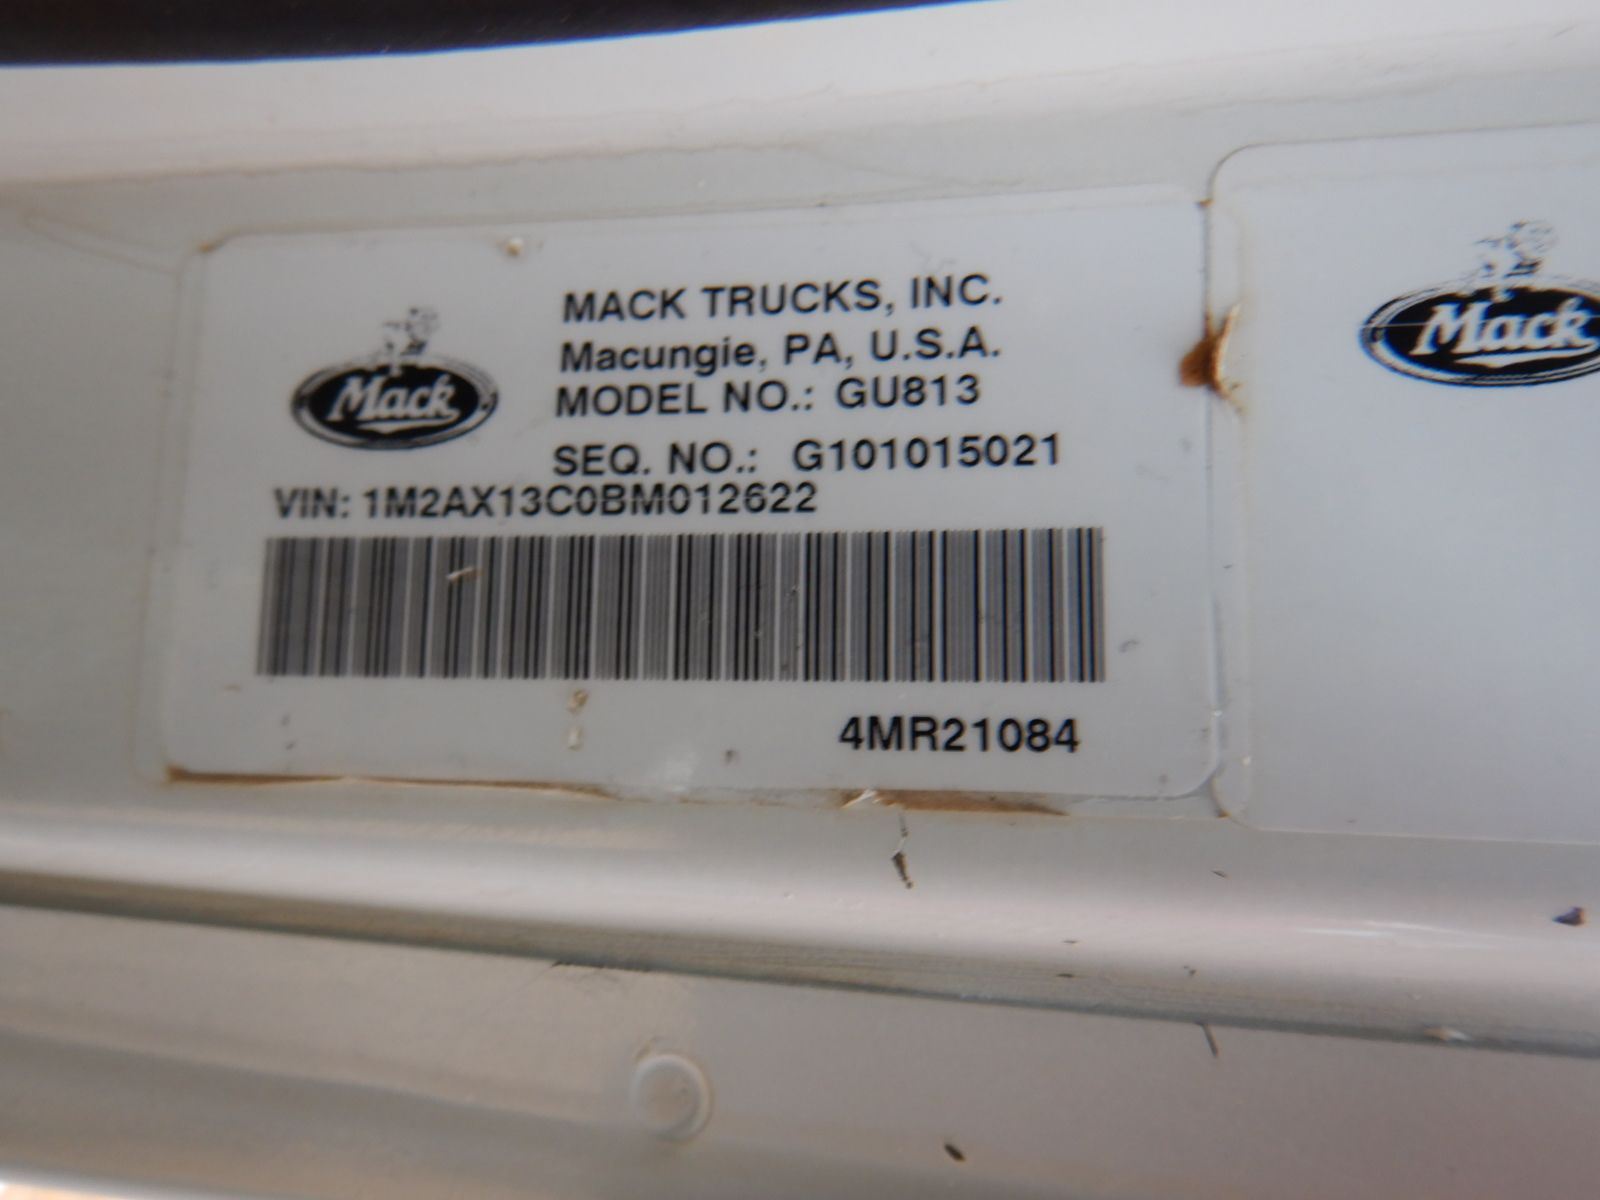 MACK TRUCKS, INC.
Macungie, PA, U.S.A.
Mack
MODEL NO.: GU813
SEQ. NO.: G101015021
VIN: 1M2AX13C0BM012622
4MR21084
Mack